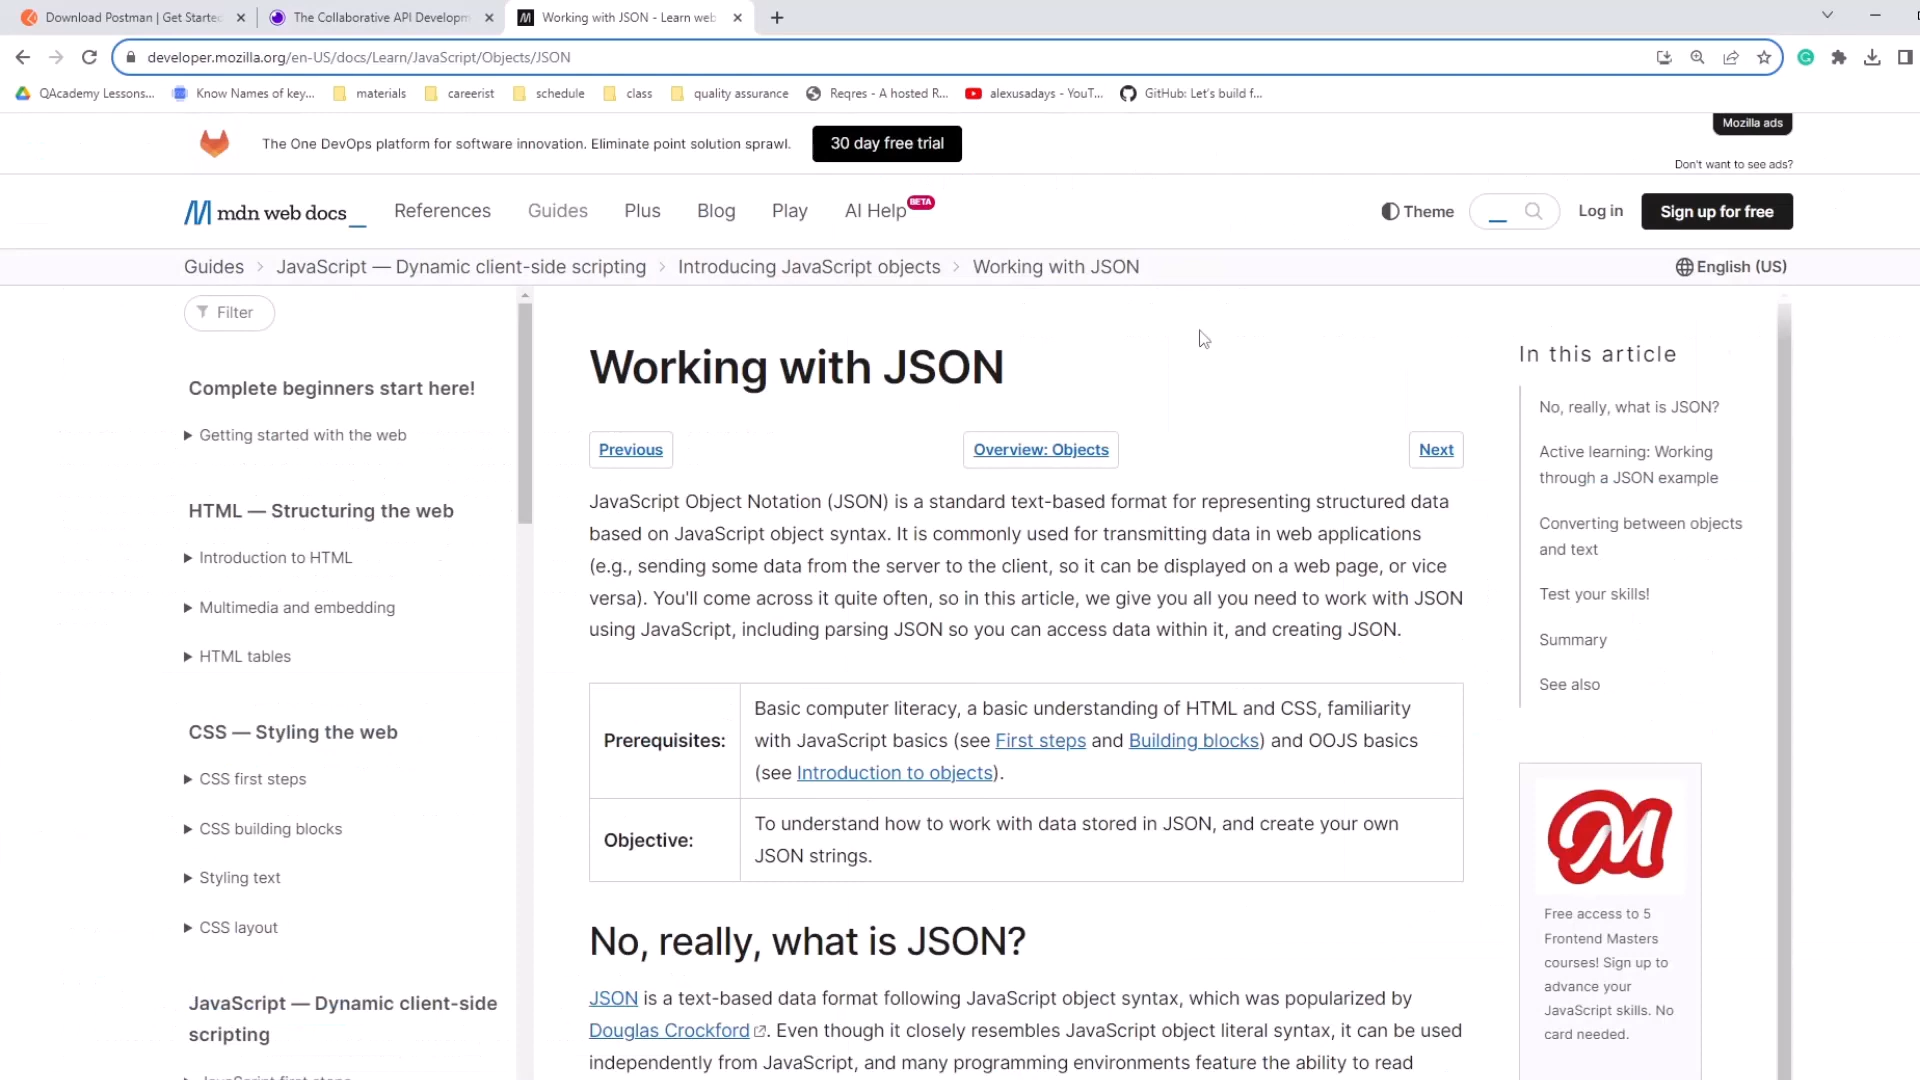 Download Postman | Get Starte
The Collaborative API Developm
Working with JSON - Learn web
developer.mozilla.org/en-US/docs/Learn/JavaScript/Objects/JSON
QAcademy Lessons...
Know Names of key...
materials
careerist
schedule
class
quality assurance
Reqres - A hosted R...
alexusadays - YouT...
GitHub: Let's build f...
The One DevOps platform for software innovation. Eliminate point solution sprawl.
30 day free trial
Mozilla ads
Don't want to see ads?
mdn web docs_
References
Guides
Plus
Blog
Play
AI Help
BETA
Theme
Log in
Sign up for free
Guides > JavaScript — Dynamic client-side scripting > Introducing JavaScript objects > Working with JSON
English (US)
Filter
Complete beginners start here!
Getting started with the web
HTML — Structuring the web
Introduction to HTML
Multimedia and embedding
HTML tables
CSS — Styling the web
CSS first steps
CSS building blocks
Styling text
CSS layout
JavaScript — Dynamic client-side
scripting
Working with JSON
Previous
Overview: Objects
Next
JavaScript Object Notation (JSON) is a standard text-based format for representing structured data
based on JavaScript object syntax. It is commonly used for transmitting data in web applications
(e.g., sending some data from the server to the client, so it can be displayed on a web page, or vice
versa). You'll come across it quite often, so in this article, we give you all you need to work with JSON
using JavaScript, including parsing JSON so you can access data within it, and creating JSON.
Prerequisites:
Basic computer literacy, a basic understanding of HTML and CSS, familiarity
with JavaScript basics (see First steps and Building blocks) and OOJS basics
(see Introduction to objects).
Objective:
To understand how to work with data stored in JSON, and create your own
JSON strings.
No, really, what is JSON?
JSON is a text-based data format following JavaScript object syntax, which was popularized by
Douglas Crockford. Even though it closely resembles JavaScript object literal syntax, it can be used
independently from JavaScript, and many programming environments feature the ability to read
In this article
No, really, what is JSON?
Active learning: Working
through a JSON example
Converting between objects
and text
Test your skills!
Summary
See also
M
Free access to 5
Frontend Masters
courses! Sign up to
advance your
JavaScript skills. No
card needed.